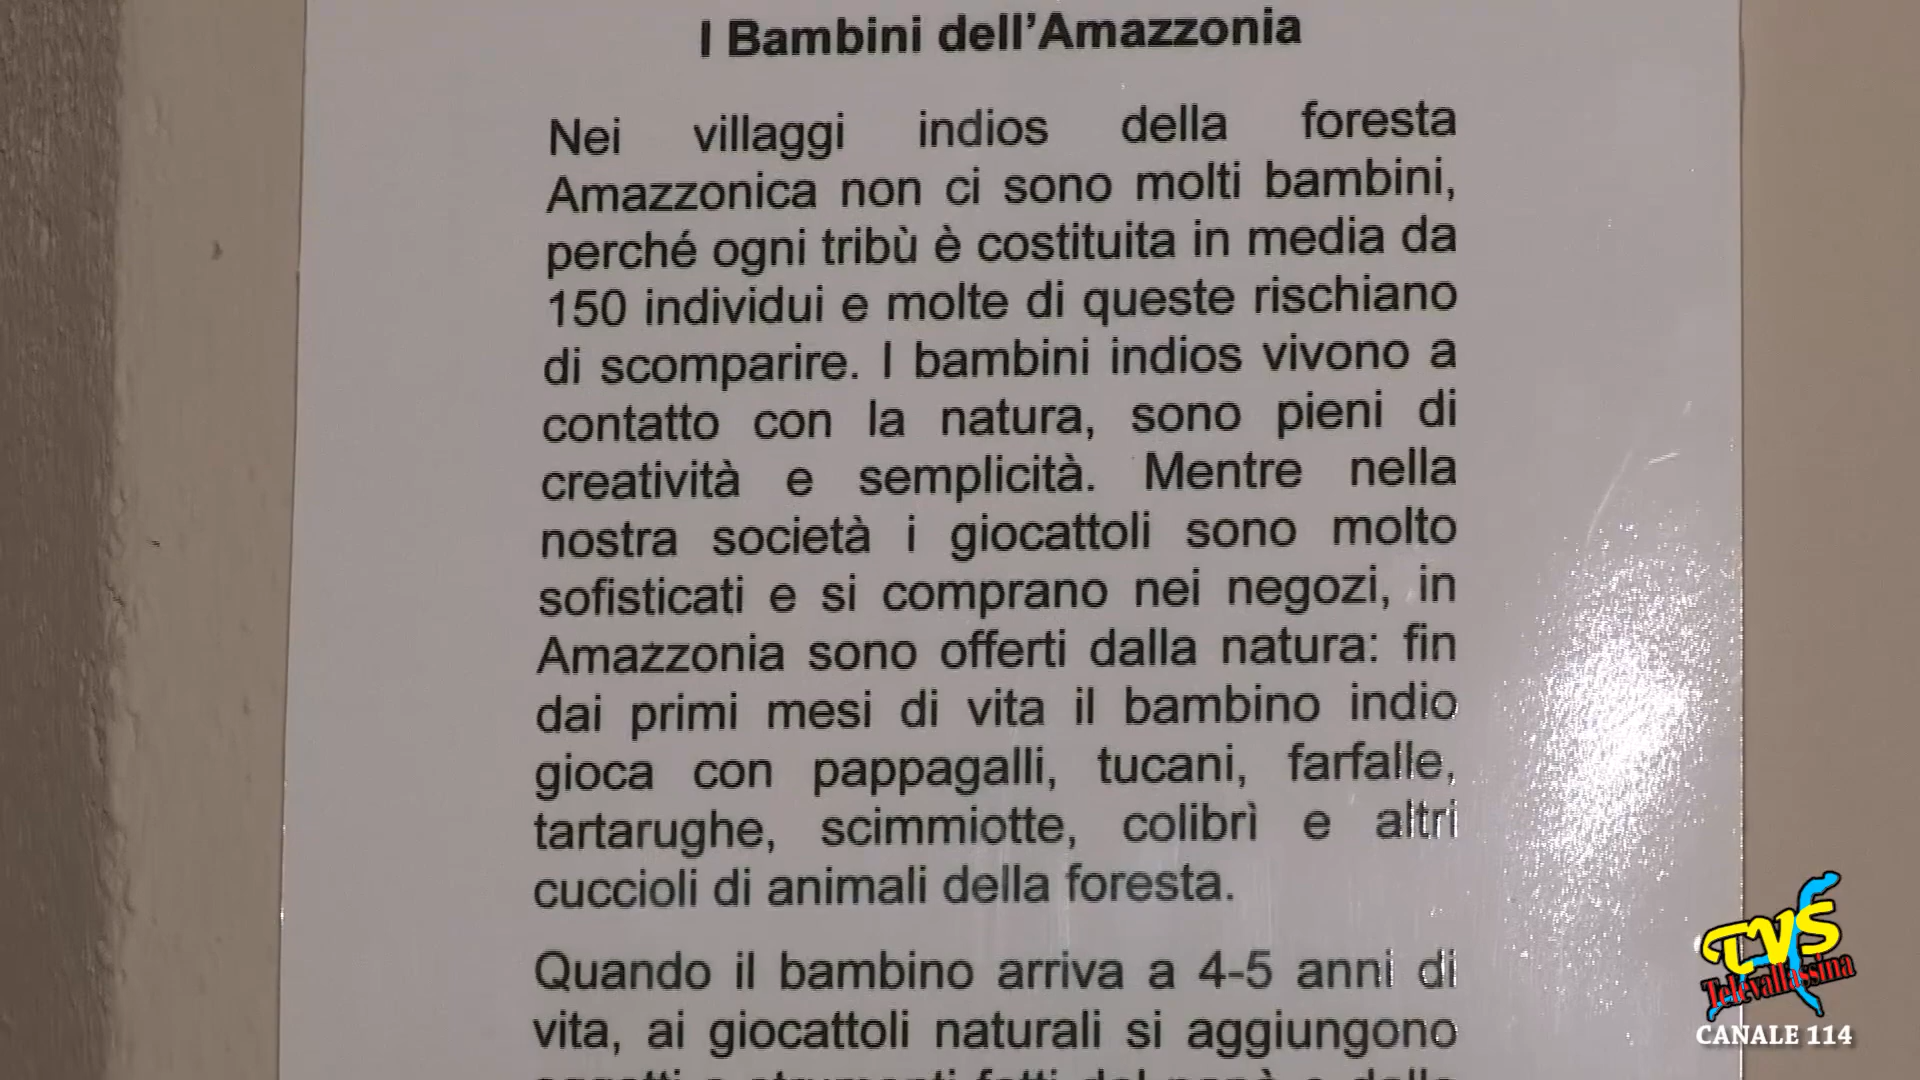 I Bambini dell'Amazzonia
Nei villaggi indios della foresta
Amazzonica non ci sono molti bambini,
perché ogni tribù è costituita in media da
150 individui e molte di queste rischiano
di scomparire. I bambini indios vivono a
contatto con la natura, sono pieni di
creatività e semplicità. Mentre nella
nostra società i giocattoli sono molto
sofisticati e si comprano nei negozi, in
Amazzonia sono offerti dalla natura: fin
dai primi mesi di vita il bambino indio
gioca con pappagalli, tucani, farfalle,
tartarughe, scimmiotte, colibrì e altri
cuccioli di animali della foresta.
Quando il bambino arriva a 4-5 anni di
vita, ai giocattoli naturali si aggiungono
TVS
Televallassina
CANALE 114